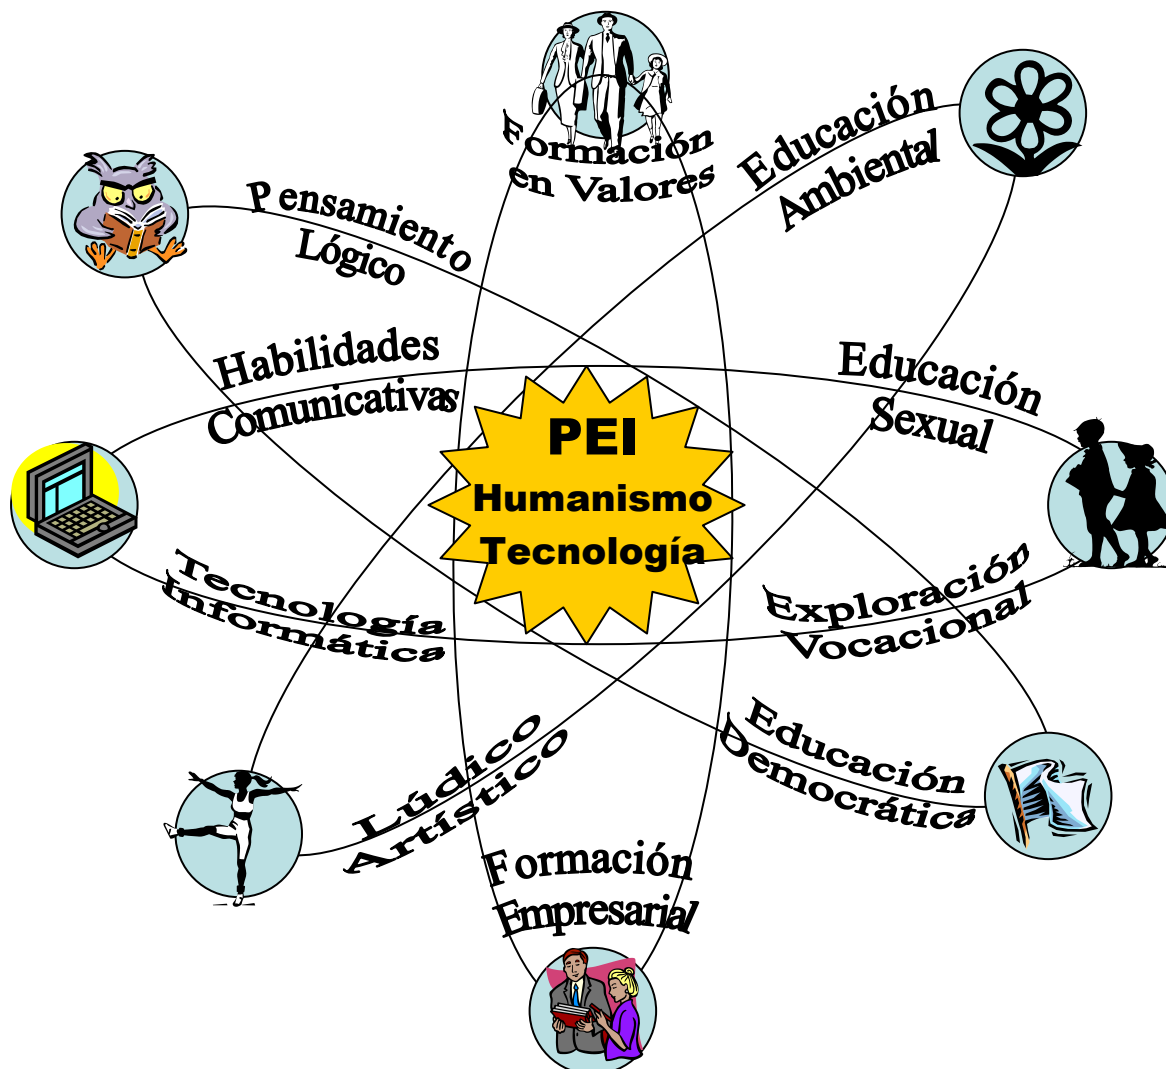 Formación
en Valores
Educación
Ambiental
Pensamiento
Lógico
Habilidades
Comunicativas
Educación
Sexual
PEI
Humanismo
Tecnología
Tecnología
Informática
Exploración
Vocacional
Lúdico
Artístico
Educación
Democrática
Formación
Empresarial